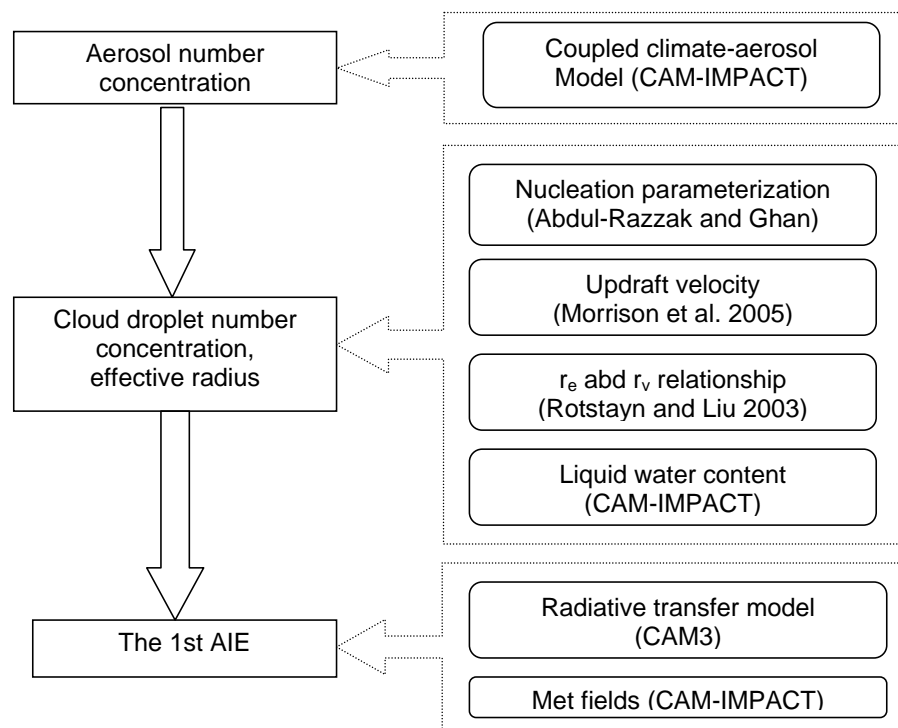 Aerosol number
concentration
Coupled climate-aerosol
Model (CAM-IMPACT)
Nucleation parameterization
(Abdul-Razzak and Ghan)
Updraft velocity
(Morrison et al. 2005)
Cloud droplet number
concentration,
effective radius
rₑ abd rᵥ relationship
(Rotstayn and Liu 2003)
Liquid water content
(CAM-IMPACT)
The 1st AIE
Radiative transfer model
(CAM3)
Met fields (CAM-IMPACT)